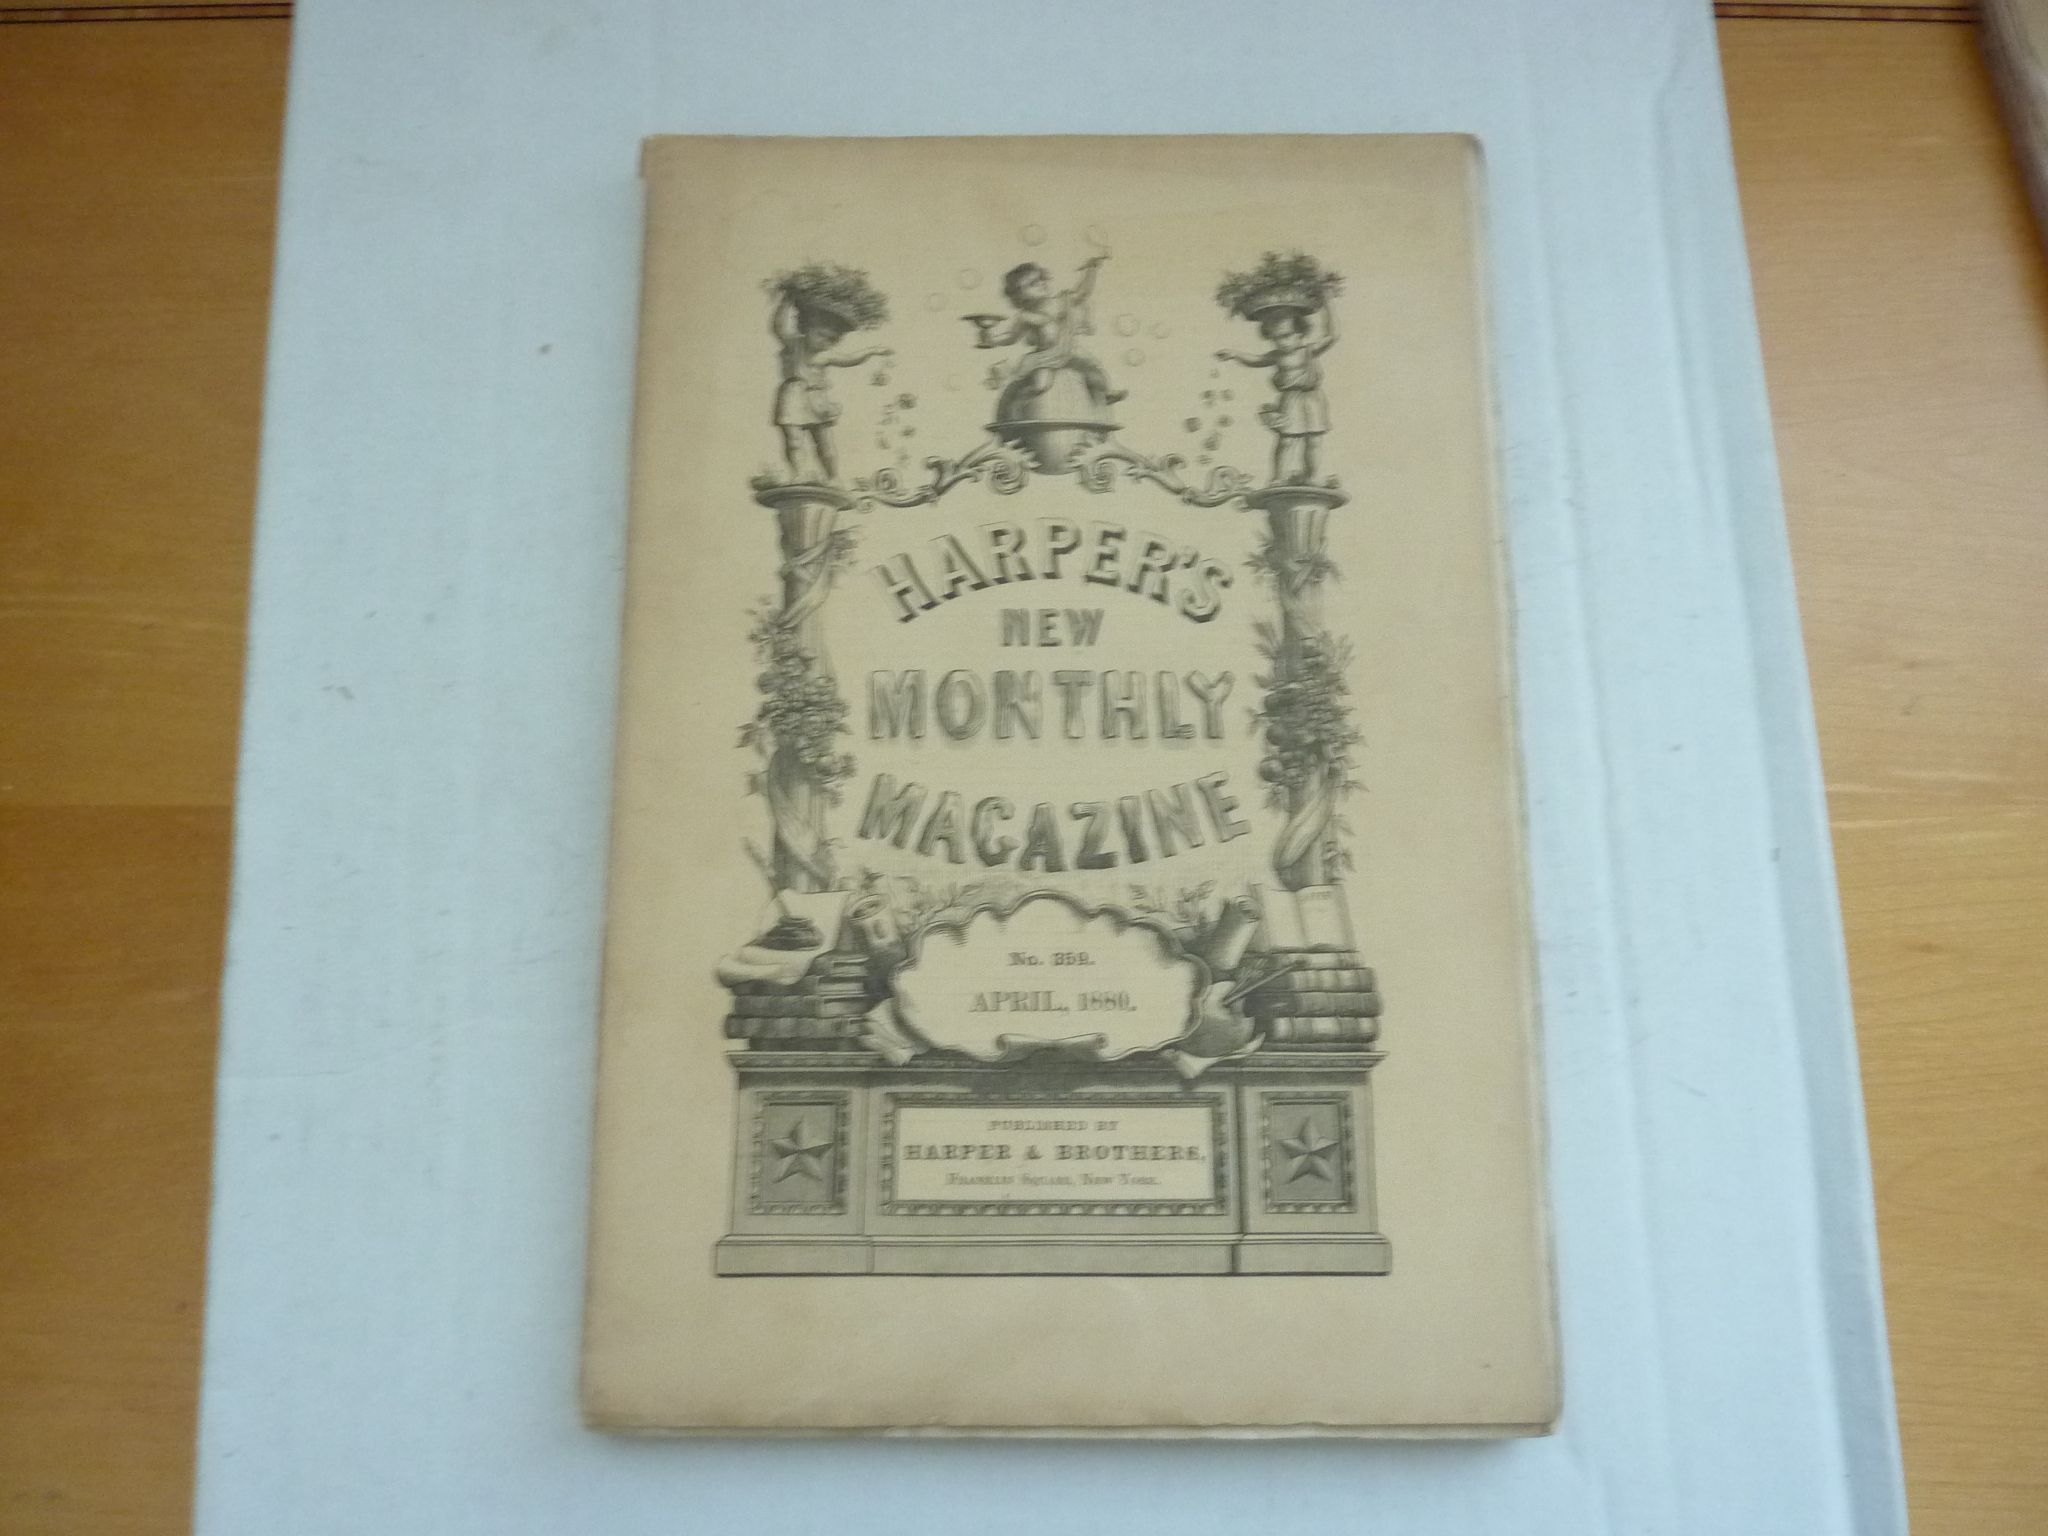 HARPER'S
NEW
MONTHLY
MAGAZINE
No. 359.
APRIL, 1880.
PUBLISHED BY
HARPER & BROTHERS,
FRANKLIN SQUARE, NEW YORK.